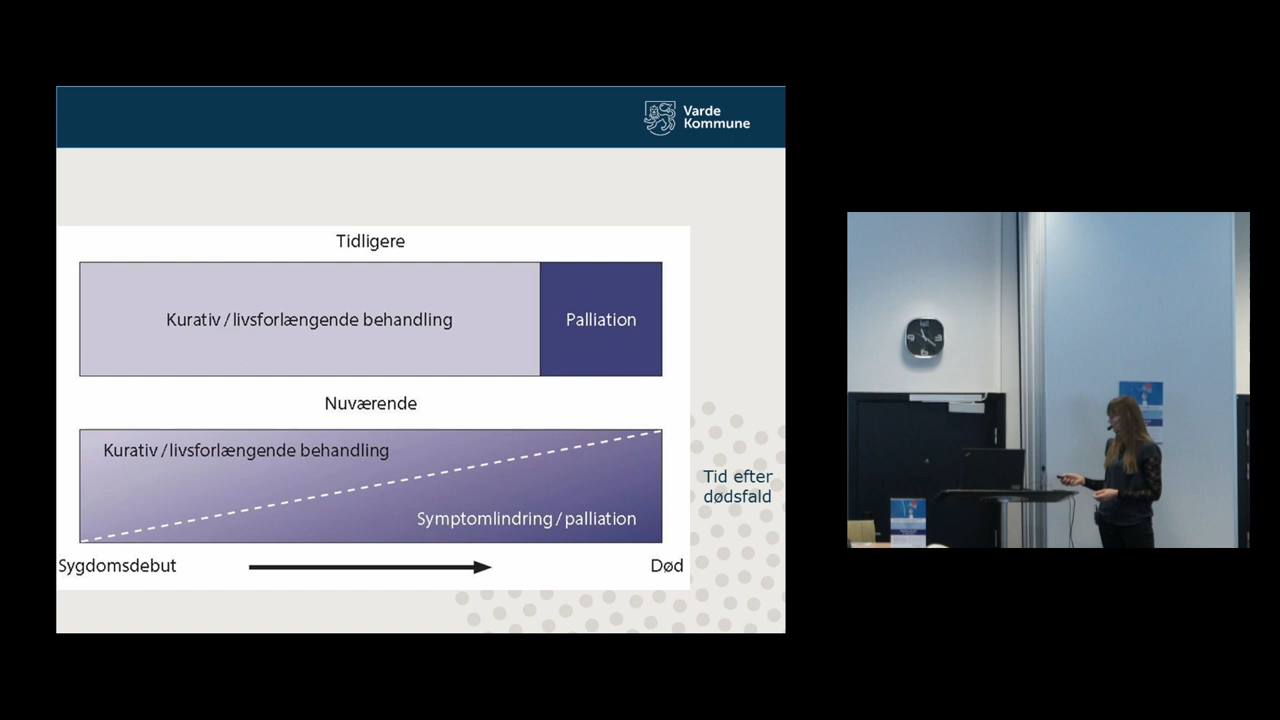 Varde
Kommune
Tidligere
Kurativ / livsforlængende behandling
Palliation
Nuværende
Kurativ / livsforlængende behandling
Symptomlindring / palliation
Sygdomsdebut
Død
Tid efter
dødsfald